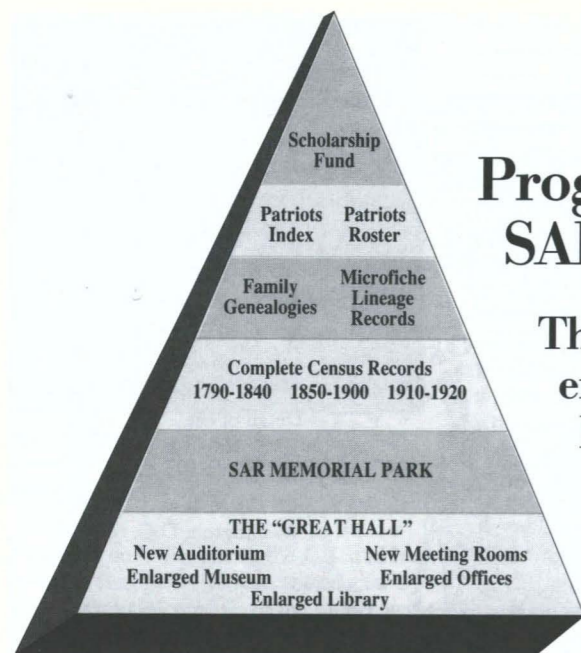 Scholarship
Fund
Patriots Index
Patriots Roster
Family Genealogies
Microfiche Lineage Records
Complete Census Records
1790-1840 1850-1900 1910-1920
SAR MEMORIAL PARK
THE "GREAT HALL"
New Auditorium New Meeting Rooms
Enlarged Museum Enlarged Offices
Enlarged Library